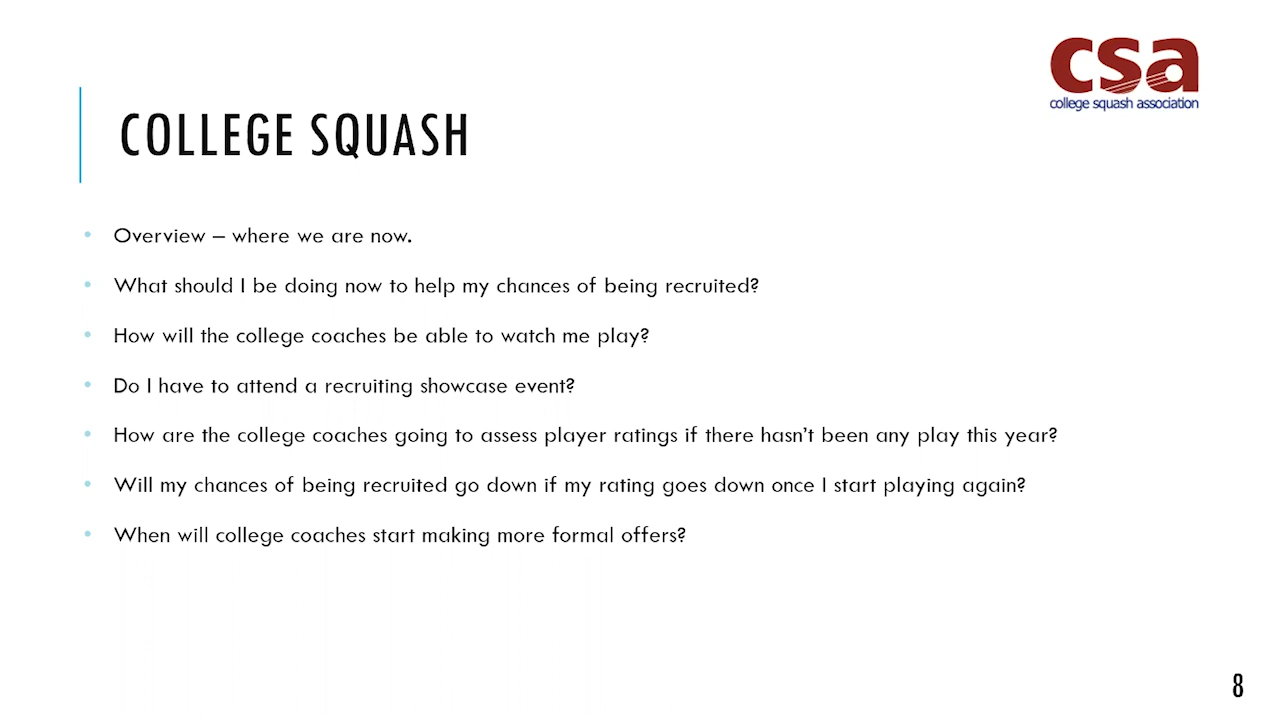 csa
college squash association
COLLEGE SQUASH
• Overview – where we are now.
• What should I be doing now to help my chances of being recruited?
• How will the college coaches be able to watch me play?
• Do I have to attend a recruiting showcase event?
• How are the college coaches going to assess player ratings if there hasn't been any play this year?
• Will my chances of being recruited go down if my rating goes down once I start playing again?
• When will college coaches start making more formal offers?
8